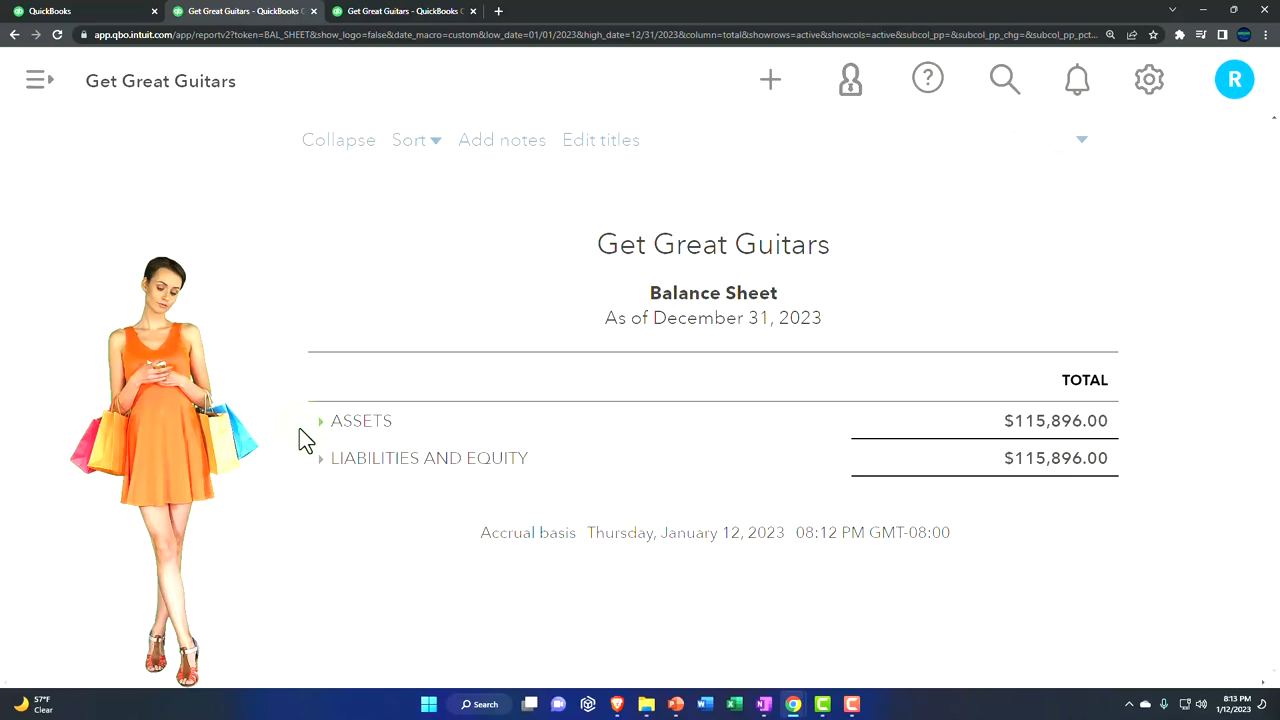 QuickBooks
Get Great Guitars - QuickBooks O
Get Great Guitars - QuickBooks O
app.qbo.intuit.com/app/reportv2?token=BAL_SHEET&show_logo=false&date_macro=custom&low_date=01/01/2023&high_date=12/31/2023&column=total&showrows=active&showcols=active&subcol_pp=&subcol_pp_chg=&subcol_pp_pct...
Get Great Guitars
R
Collapse Sort Add notes Edit titles
Get Great Guitars
Balance Sheet
As of December 31, 2023
TOTAL
ASSETS $115,896.00
LIABILITIES AND EQUITY $115,896.00
Accrual basis Thursday, January 12, 2023 08:12 PM GMT-08:00
57°F
Clear
Search
8:13 PM
1/12/2023